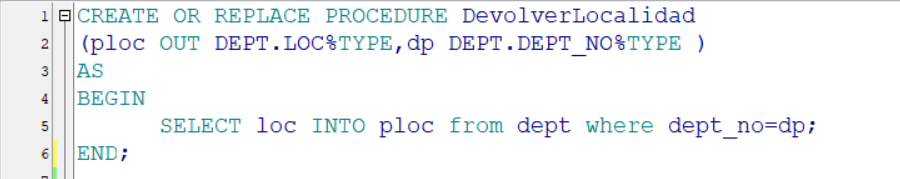 1 CREATE OR REPLACE PROCEDURE DevolverLocalidad
2 (ploc OUT DEPT.LOC%TYPE,dp DEPT.DEPT_NO%TYPE )
3 AS
4 BEGIN
5 SELECT loc INTO ploc from dept where dept_no=dp;
6 END;